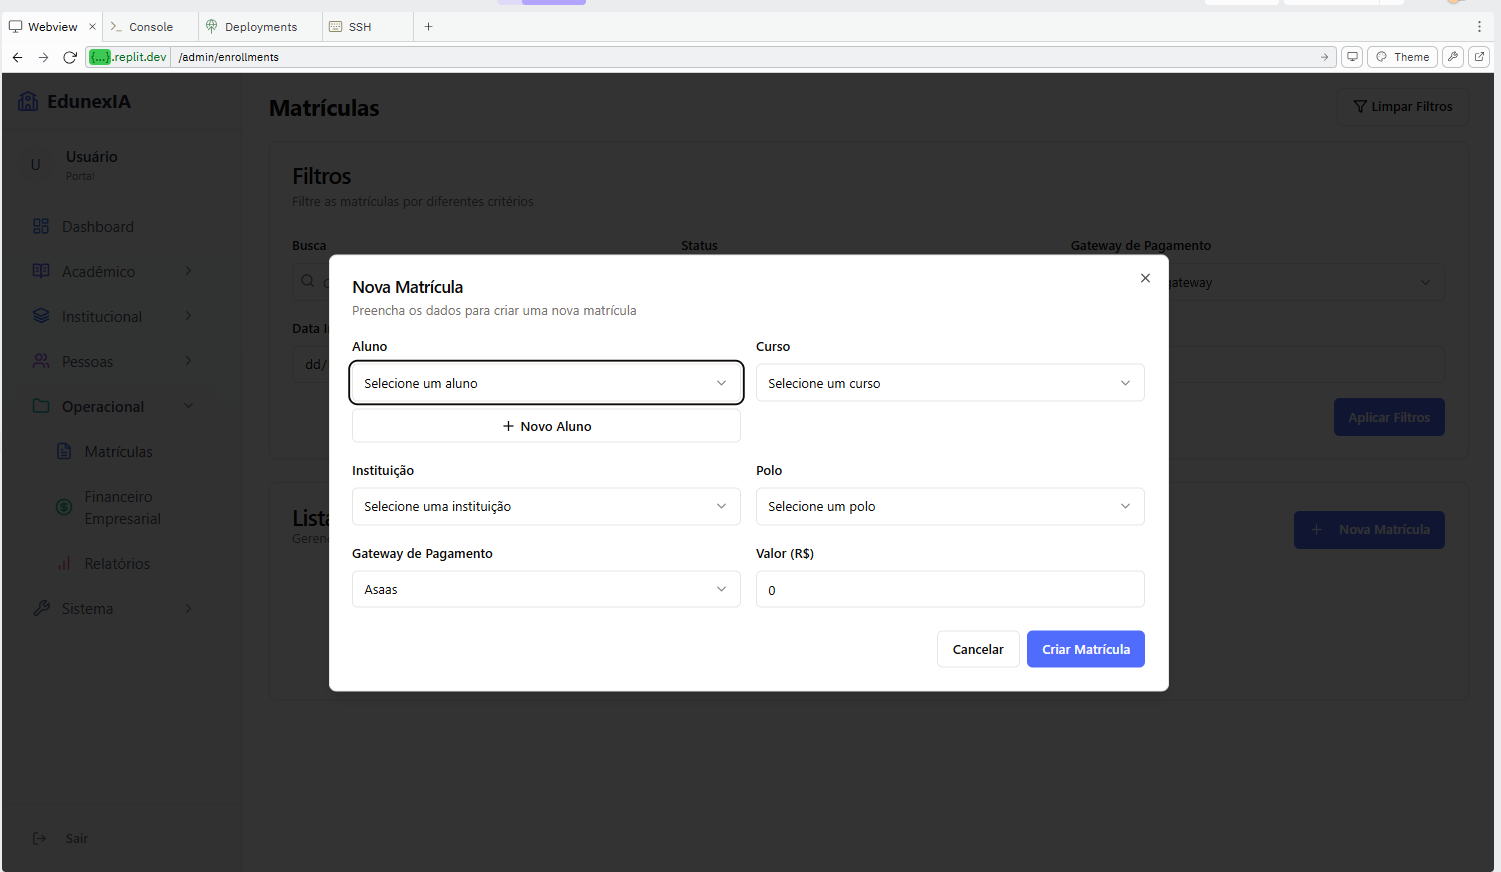 Webview
Console
Deployments
SSH
{...}.replit.dev
/admin/enrollments
Theme
EdunexIA
Matrículas
Limpar Filtros
U
Usuário
Portal
Filtros
Filtre as matrículas por diferentes critérios
Dashboard
Busca
Status
Gateway de Pagamento
Acadêmico
ateway
Institucional
Data I
dd/
Pessoas
Operacional
Aplicar Filtros
Matrículas
Financeiro
Empresarial
Lista
Geren
Nova Matrícula
Relatórios
Sistema
Sair
Nova Matrícula
Preencha os dados para criar uma nova matrícula
Aluno
Curso
Selecione um aluno
Selecione um curso
Novo Aluno
Instituição
Polo
Selecione uma instituição
Selecione um polo
Gateway de Pagamento
Valor (R$)
Asaas
0
Cancelar
Criar Matrícula